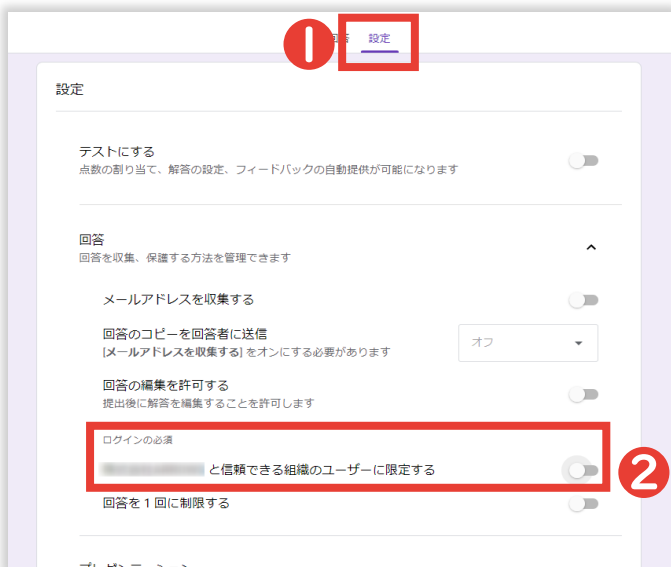 1
回答 設定
設定
テストにする
点数の割り当て、解答の設定、フィードバックの自動提供が可能になります
回答
回答を収集、保護する方法を管理できます
メールアドレスを収集する
回答のコピーを回答者に送信
[メールアドレスを収集する] をオンにする必要があります
オフ
回答の編集を許可する
提出後に解答を編集することを許可します
ログインの必須
と信頼できる組織のユーザーに限定する
2
回答を 1 回に制限する